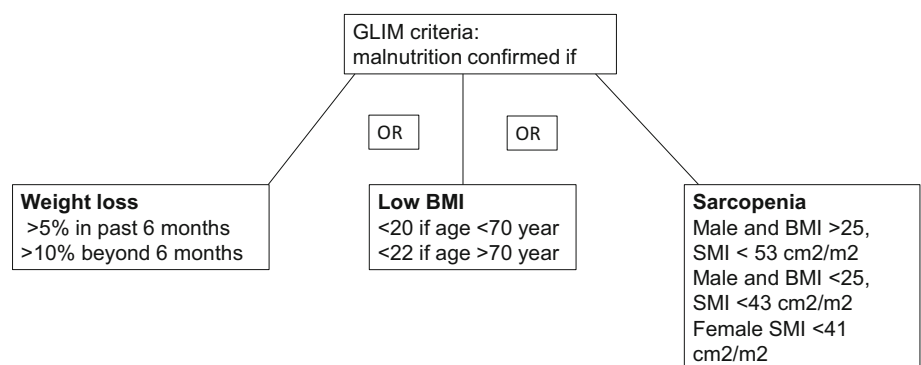 GLIM criteria:
malnutrition confirmed if
OR
OR
Weight loss
>5% in past 6 months
>10% beyond 6 months
Low BMI
<20 if age <70 year
<22 if age >70 year
Sarcopenia
Male and BMI >25,
SMI < 53 cm2/m2
Male and BMI <25,
SMI <43 cm2/m2
Female SMI <41
cm2/m2